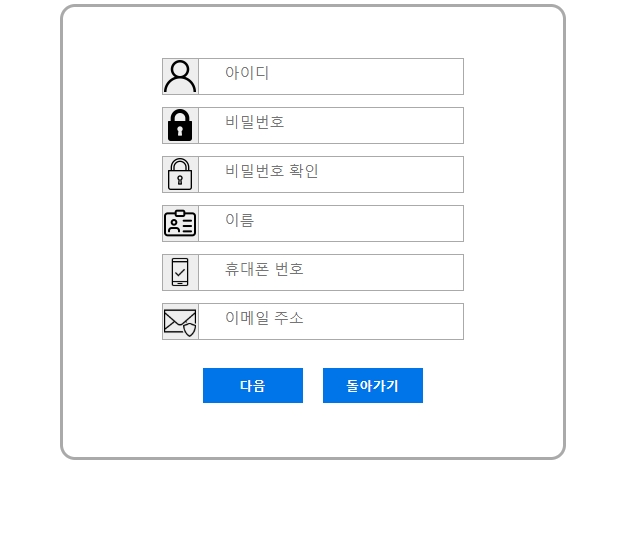 아이디
비밀번호
비밀번호 확인
이름
휴대폰 번호
이메일 주소
다음 돌아가기